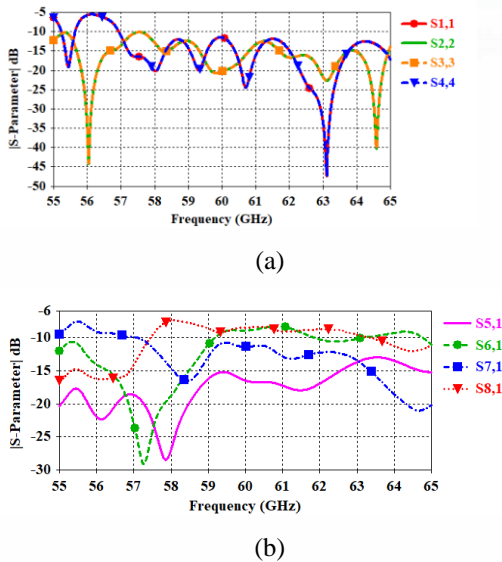 -5
-10
-15
-20
-25
-30
-35
-40
-45
-50
|S-Parameter| dB
55 56 57 58 59 60 61 62 63 64 65
Frequency (GHz)
S1,1
S2,2
S3,3
S4,4
(a)
-6
-10
-15
-20
-25
-30
|S-Parameter| dB
55 56 57 58 59 60 61 62 63 64 65
Frequency (GHz)
S5,1
S6,1
S7,1
S8,1
(b)